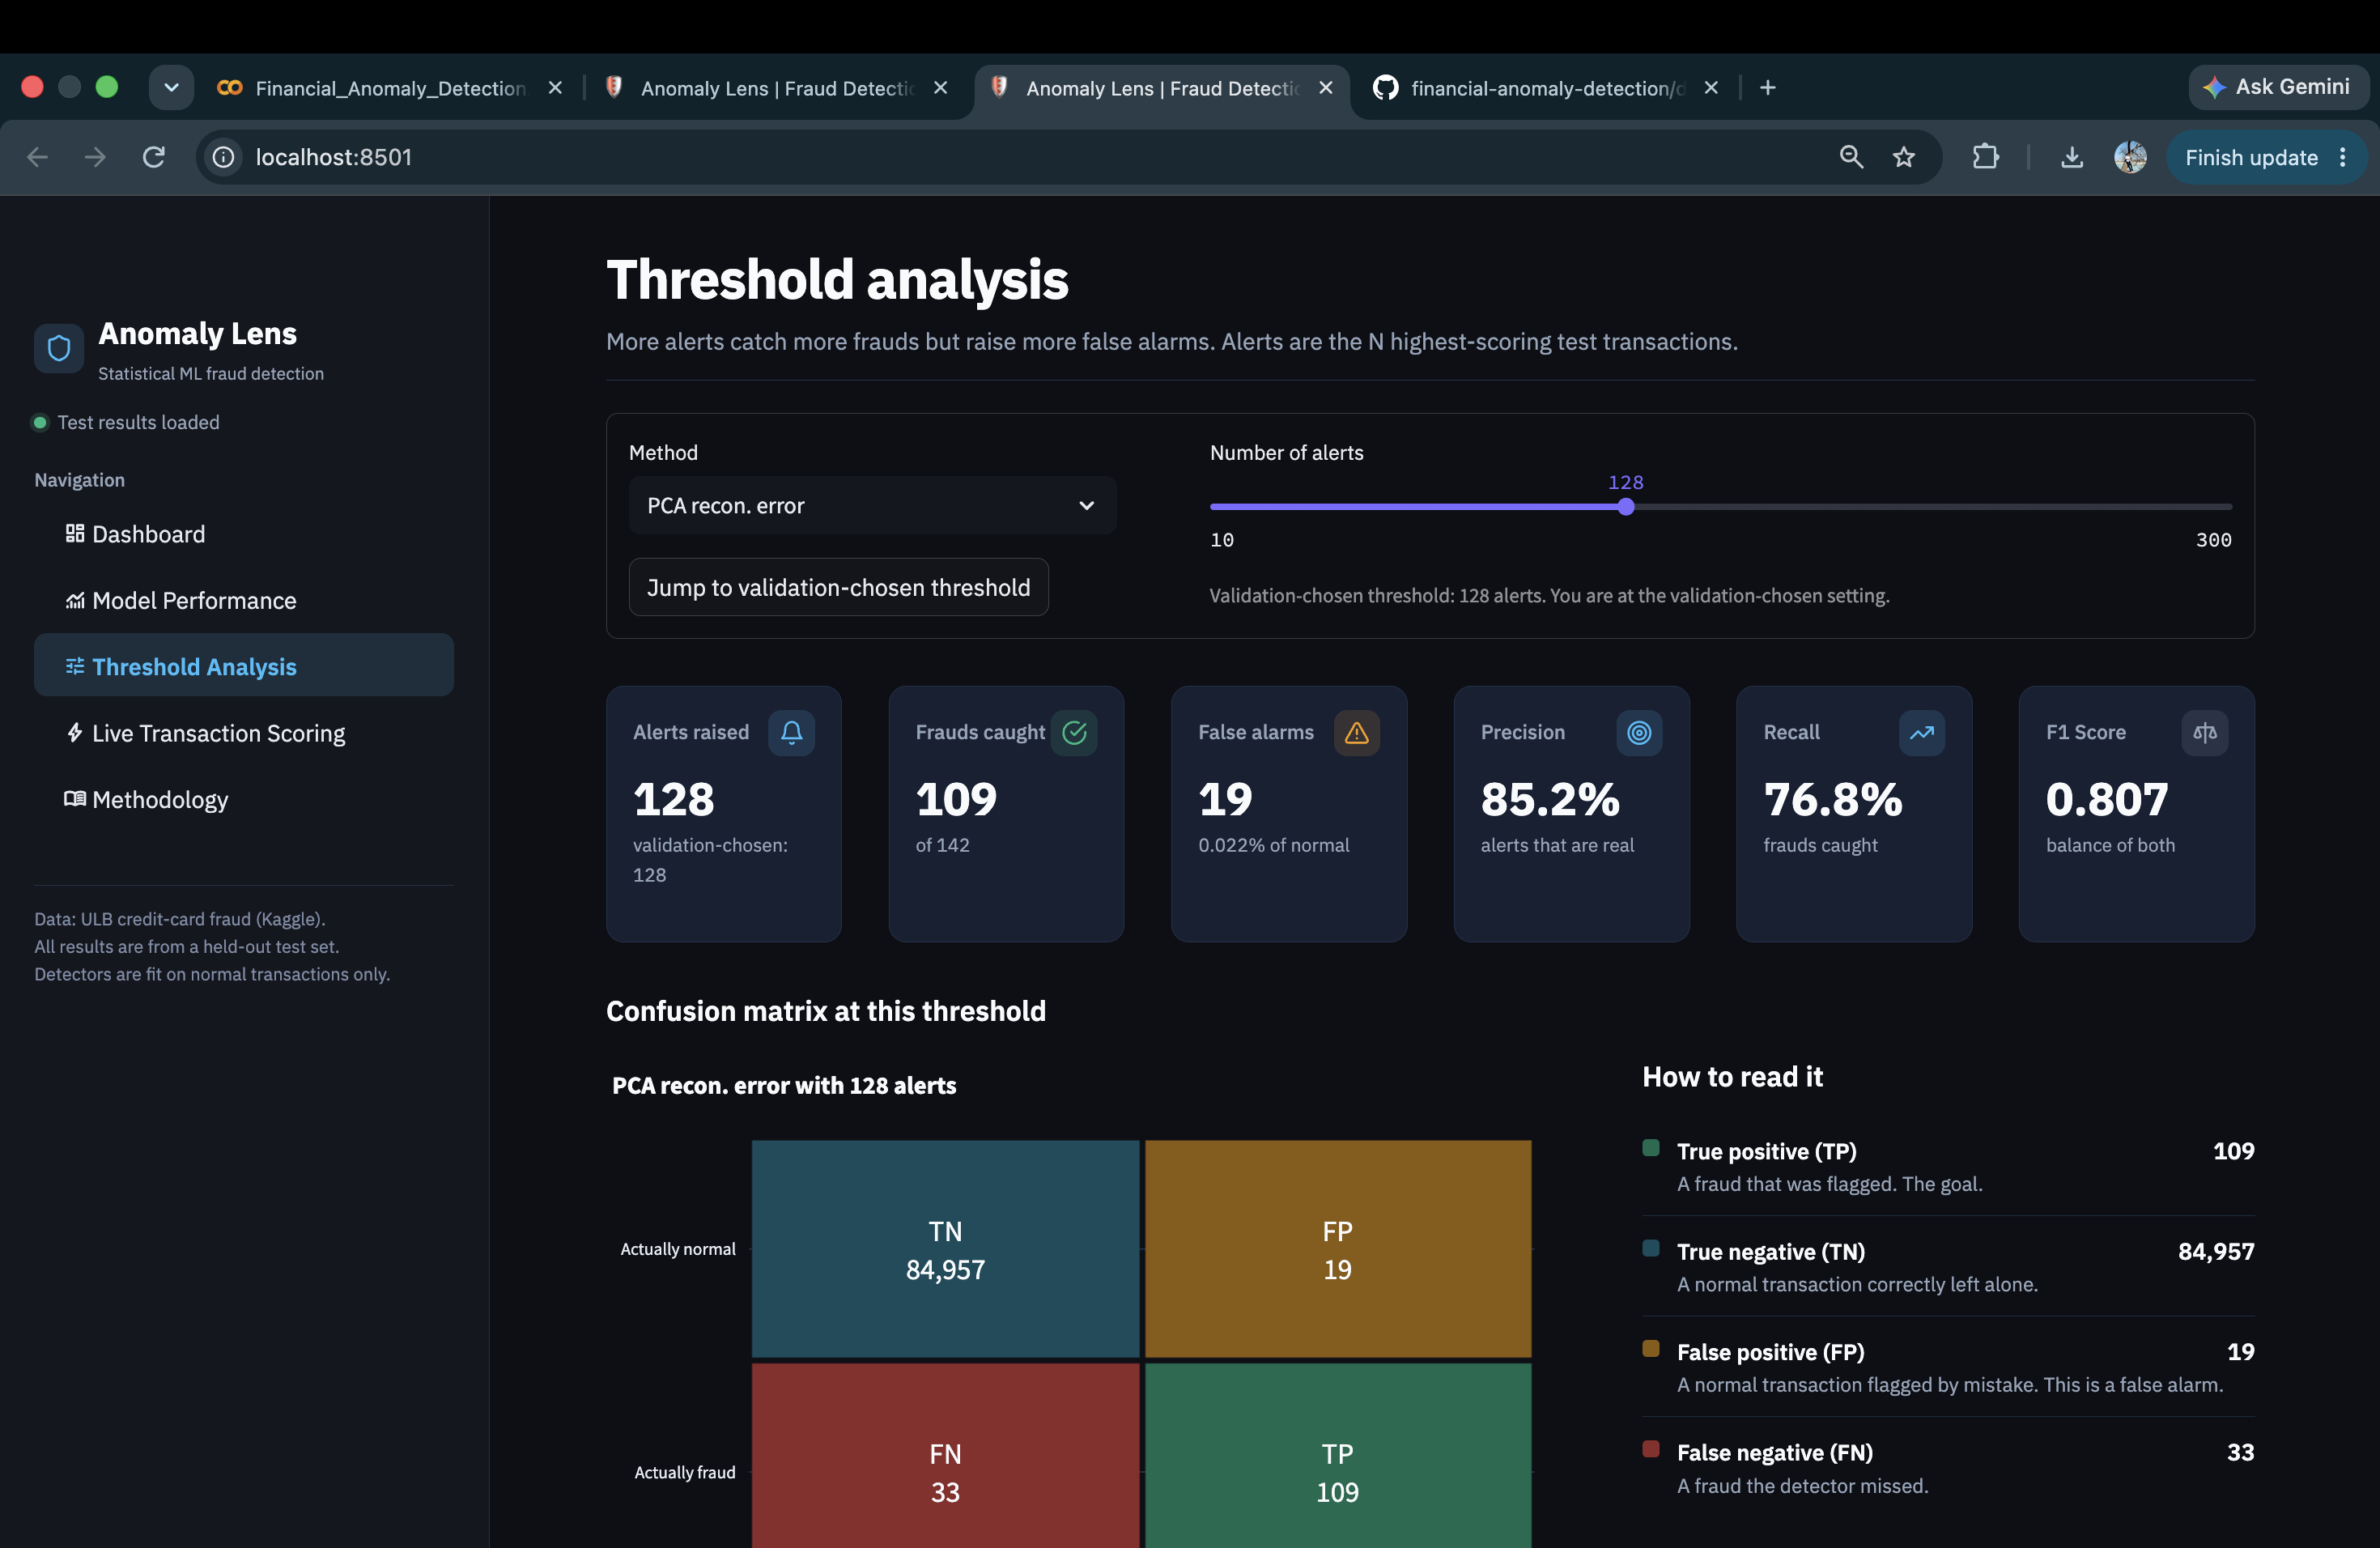 Financial_Anomaly_Detection
Anomaly Lens | Fraud Detectic
Anomaly Lens | Fraud Detectic
financial-anomaly-detection/d
Ask Gemini
localhost:8501
Finish update
Anomaly Lens
Statistical ML fraud detection
Test results loaded
Navigation
Dashboard
Model Performance
Threshold Analysis
Live Transaction Scoring
Methodology
Data: ULB credit-card fraud (Kaggle).
All results are from a held-out test set.
Detectors are fit on normal transactions only.
Threshold analysis
More alerts catch more frauds but raise more false alarms. Alerts are the N highest-scoring test transactions.
Method
PCA recon. error
Jump to validation-chosen threshold
Number of alerts
128
10
300
Validation-chosen threshold: 128 alerts. You are at the validation-chosen setting.
Alerts raised
128
validation-chosen:
128
Frauds caught
109
of 142
False alarms
19
0.022% of normal
Precision
85.2%
alerts that are real
Recall
76.8%
frauds caught
F1 Score
0.807
balance of both
Confusion matrix at this threshold
PCA recon. error with 128 alerts
Actually normal
TN
84,957
FP
19
Actually fraud
FN
33
TP
109
How to read it
True positive (TP)
109
A fraud that was flagged. The goal.
True negative (TN)
84,957
A normal transaction correctly left alone.
False positive (FP)
19
A normal transaction flagged by mistake. This is a false alarm.
False negative (FN)
33
A fraud the detector missed.